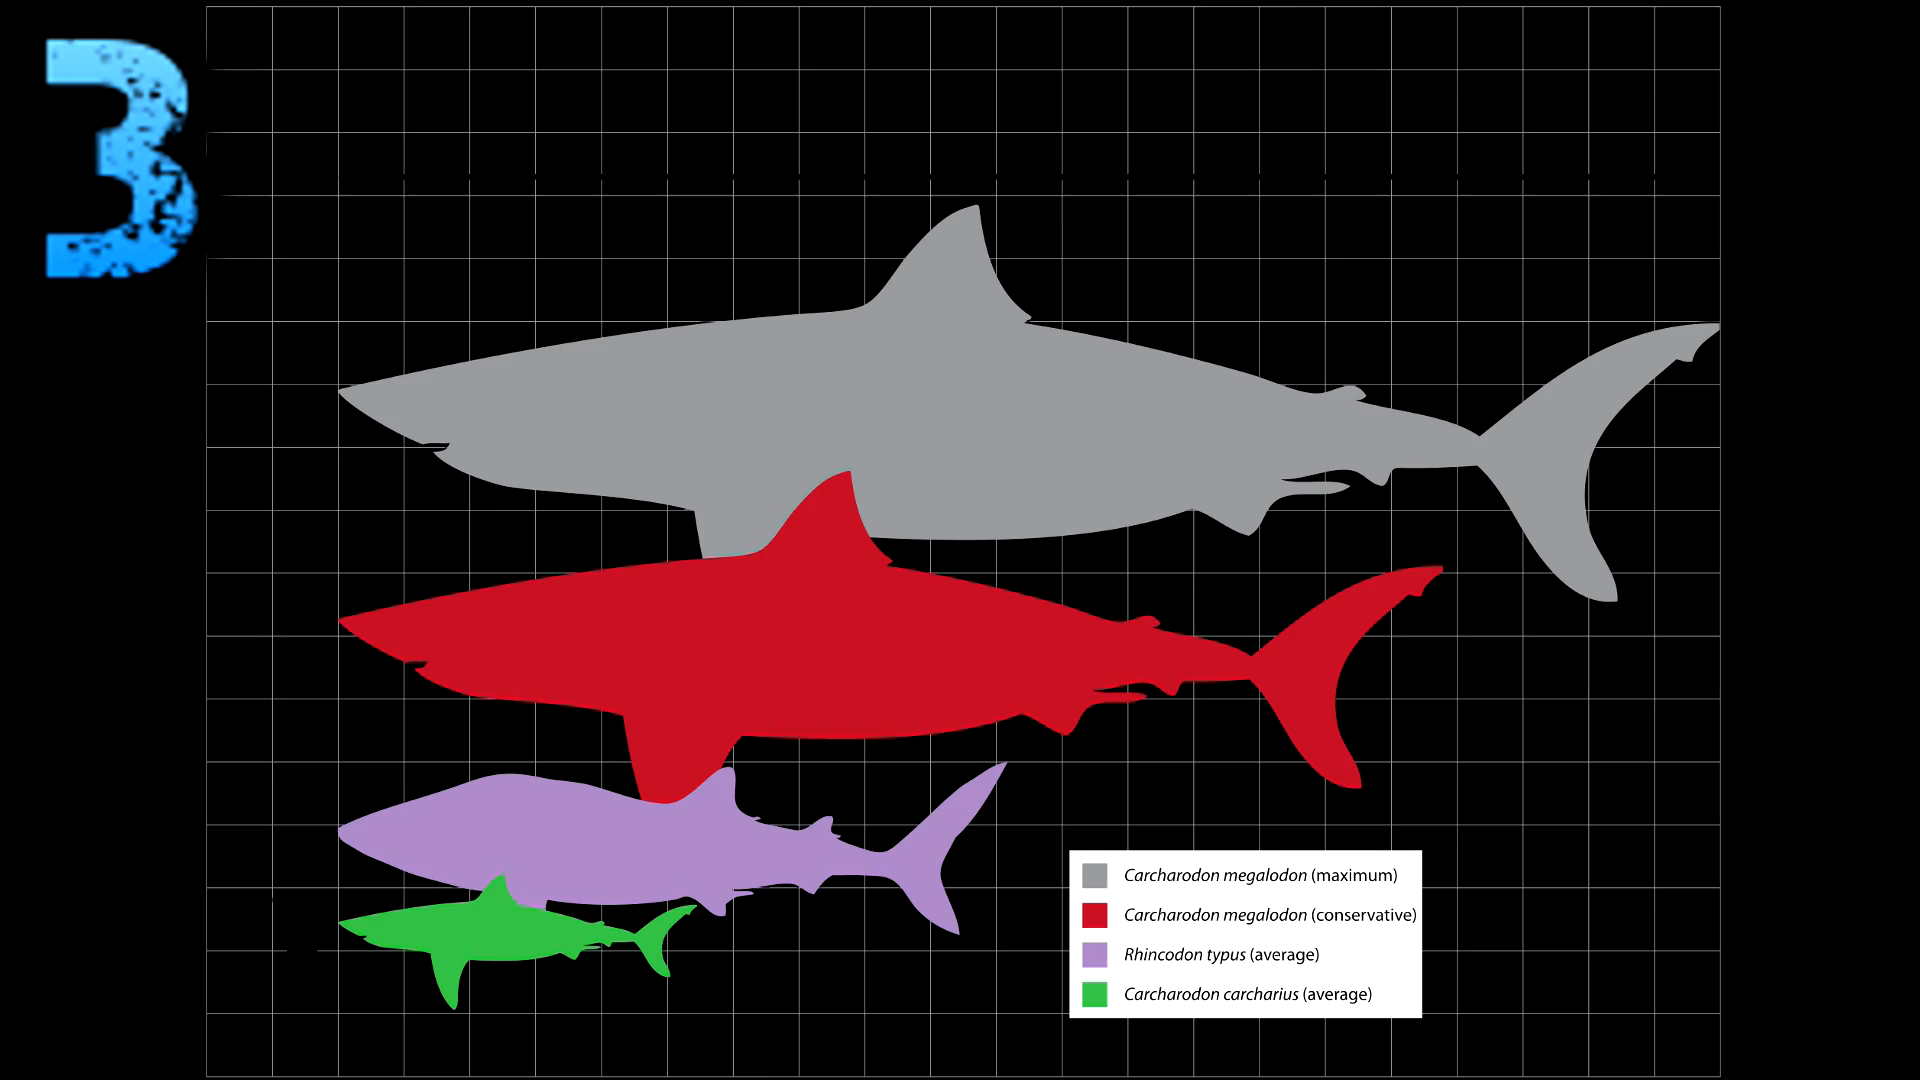 3
Carcharodon megalodon (maximum)
Carcharodon megalodon (conservative)
Rhincodon typus (average)
Carcharodon carcharius (average)